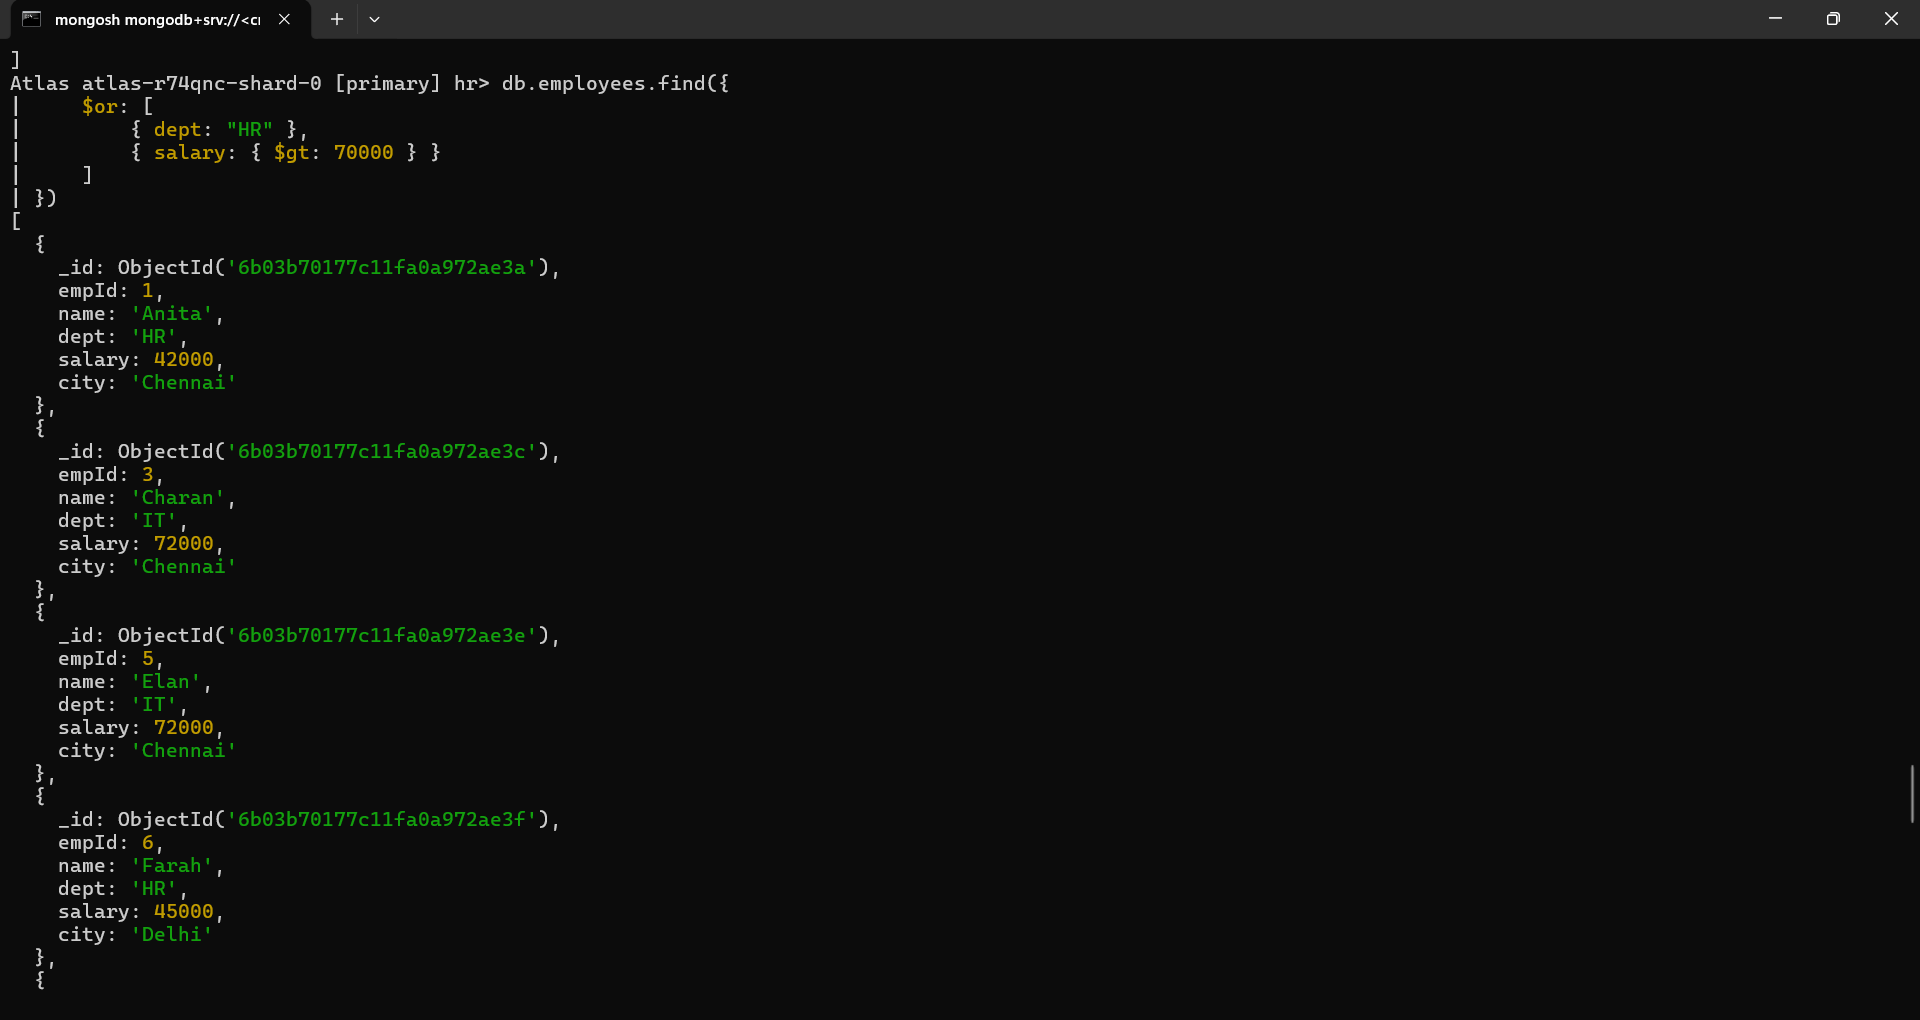 mongosh mongodb+srv://<cr
]
Atlas atlas-r74qnc-shard-0 [primary] hr> db.employees.find({
|     $or: [
|         { dept: "HR" },
|         { salary: { $gt: 70000 } }
|     ]
| })
[
  {
    _id: ObjectId('6b03b70177c11fa0a972ae3a'),
    empId: 1,
    name: 'Anita',
    dept: 'HR',
    salary: 42000,
    city: 'Chennai'
  },
  {
    _id: ObjectId('6b03b70177c11fa0a972ae3c'),
    empId: 3,
    name: 'Charan',
    dept: 'IT',
    salary: 72000,
    city: 'Chennai'
  },
  {
    _id: ObjectId('6b03b70177c11fa0a972ae3e'),
    empId: 5,
    name: 'Elan',
    dept: 'IT',
    salary: 72000,
    city: 'Chennai'
  },
  {
    _id: ObjectId('6b03b70177c11fa0a972ae3f'),
    empId: 6,
    name: 'Farah',
    dept: 'HR',
    salary: 45000,
    city: 'Delhi'
  },
  {